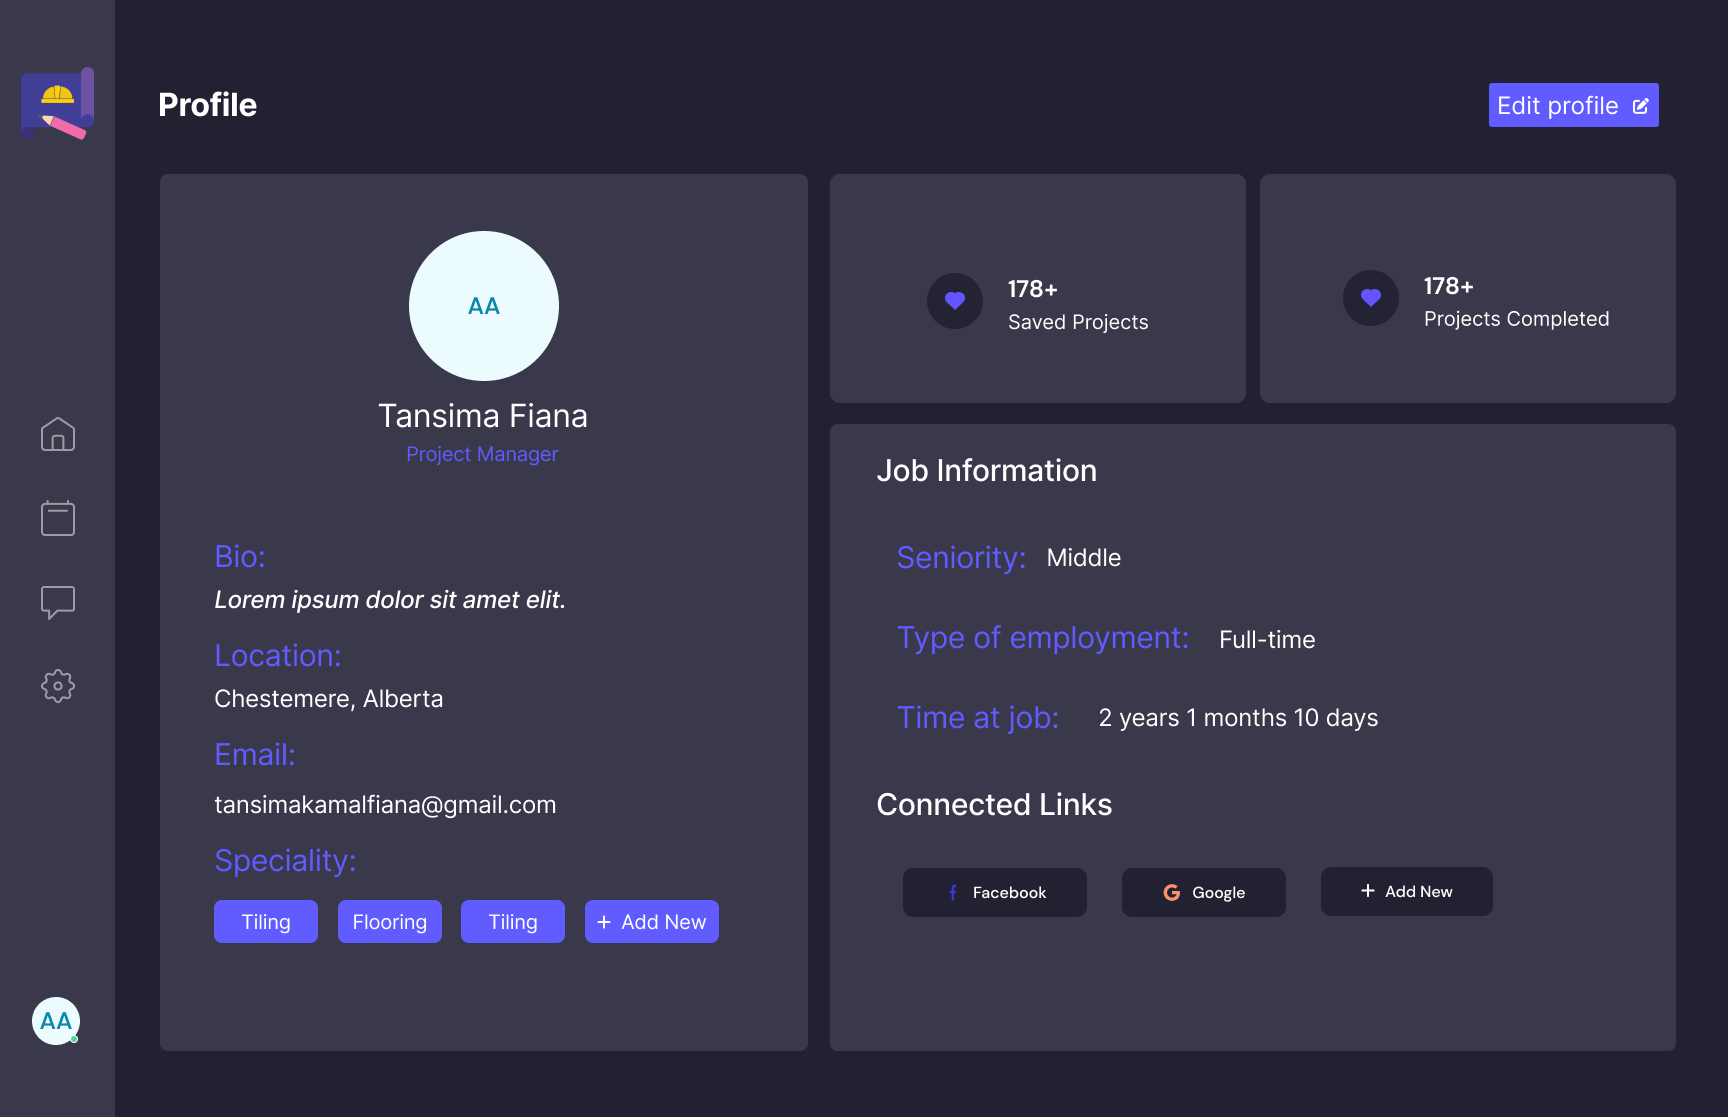 Profile
Edit profile
AA
Tansima Fiana
Project Manager
Bio:
Lorem ipsum dolor sit amet elit.
Location:
Chestemere, Alberta
Email:
tansimakamalfiana@gmail.com
Speciality:
Tiling
Flooring
Tiling
+ Add New
178+
Saved Projects
178+
Projects Completed
Job Information
Seniority: Middle
Type of employment: Full-time
Time at job: 2 years 1 months 10 days
Connected Links
Facebook
Google
+ Add New
AA